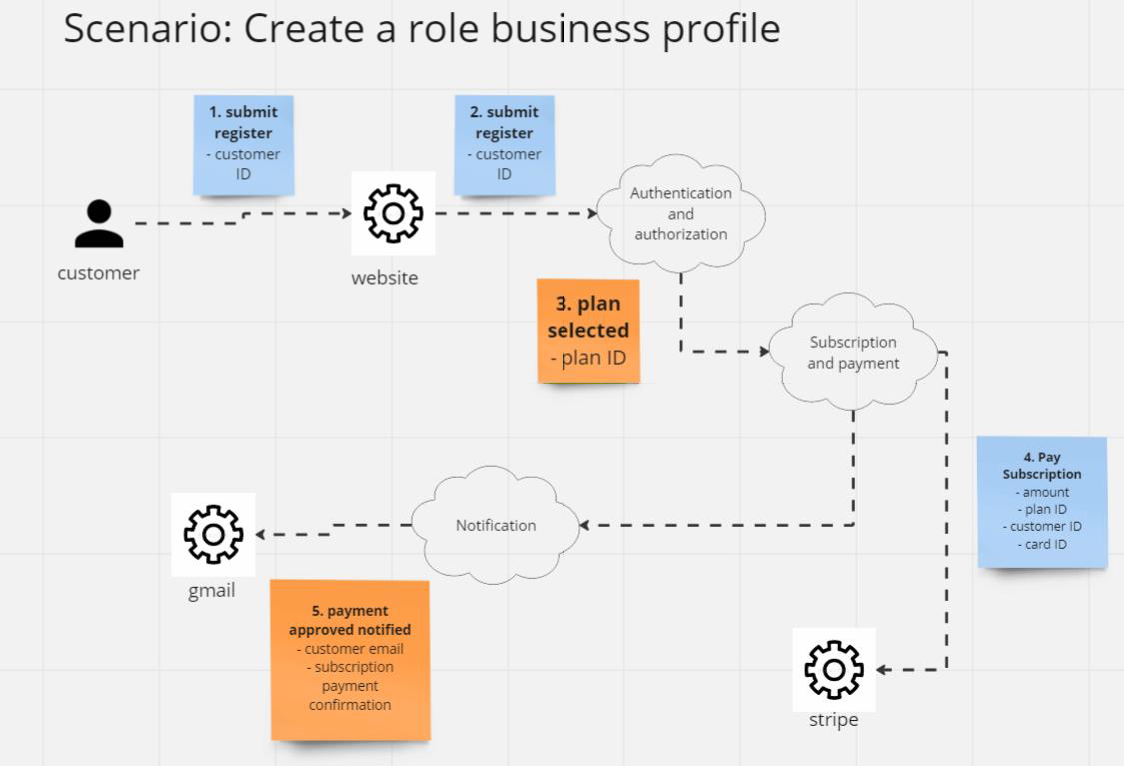 Scenario: Create a role business profile
1. submit
register
- customer
ID
2. submit
register
- customer
ID
Authentication
and
authorization
customer
website
3. plan
selected
- plan ID
Subscription
and payment
4. Pay
Subscription
- amount
- plan ID
- customer ID
- card ID
Notification
gmail
5. payment
approved notified
- customer email
- subscription
payment
confirmation
stripe